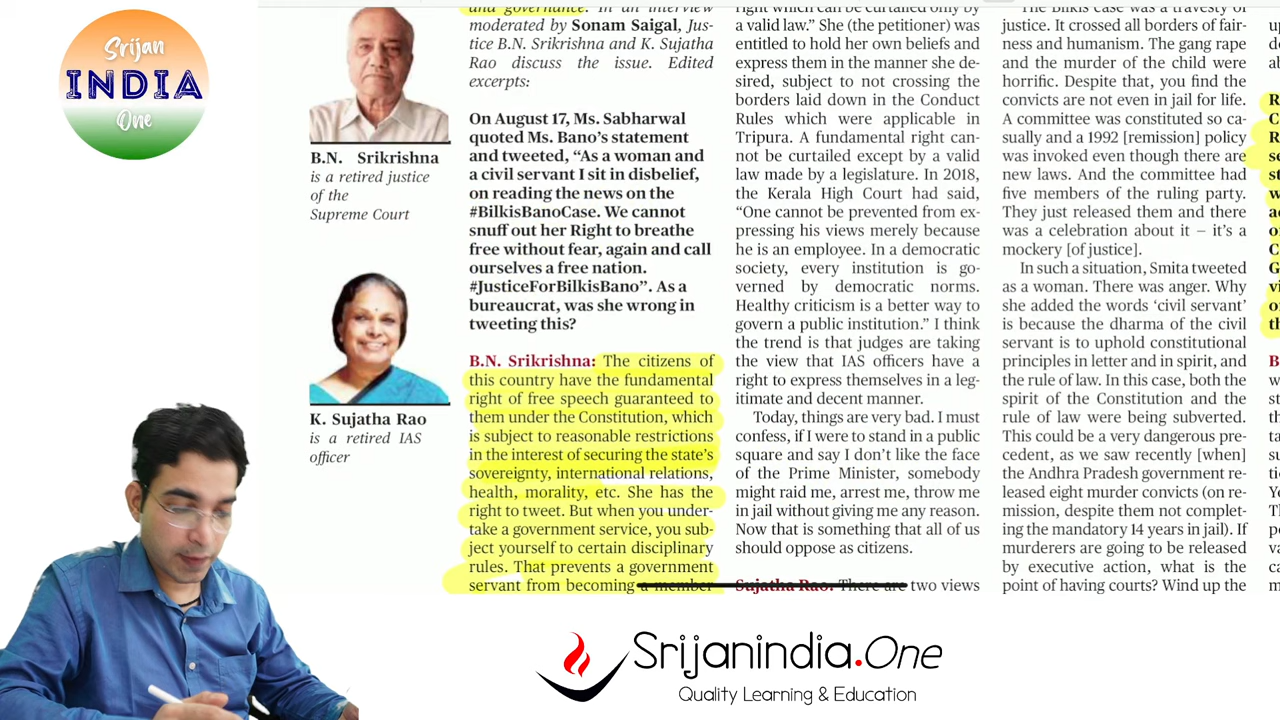 Srijan
INDIA
One
B.N. Srikrishna
is a retired justice
of the
Supreme Court
K. Sujatha Rao
is a retired IAS
officer
and governance. In an interview
moderated by Sonam Saigal, Jus-
tice B.N. Srikrishna and K. Sujatha
Rao discuss the issue. Edited
excerpts:
On August 17, Ms. Sabharwal
quoted Ms. Bano’s statement
and tweeted, “As a woman and
a civil servant I sit in disbelief,
on reading the news on the
#BilkisBanoCase. We cannot
snuff out her Right to breathe
free without fear, again and call
ourselves a free nation.
#JusticeForBilkisBano”. As a
bureaucrat, was she wrong in
tweeting this?
B.N. Srikrishna: The citizens of
this country have the fundamental
right of free speech guaranteed to
them under the Constitution, which
is subject to reasonable restrictions
in the interest of securing the state’s
sovereignty, international relations,
health, morality, etc. She has the
right to tweet. But when you under-
take a government service, you sub-
ject yourself to certain disciplinary
rules. That prevents a government
servant from becoming a member
right which can be curtailed only by
a valid law.” She (the petitioner) was
entitled to hold her own beliefs and
express them in the manner she de-
sired, subject to not crossing the
borders laid down in the Conduct
Rules which were applicable in
Tripura. A fundamental right can-
not be curtailed except by a valid
law made by a legislature. In 2018,
the Kerala High Court had said,
“One cannot be prevented from ex-
pressing his views merely because
he is an employee. In a democratic
society, every institution is go-
verned by democratic norms.
Healthy criticism is a better way to
govern a public institution.” I think
the trend is that judges are taking
the view that IAS officers have a
right to express themselves in a leg-
itimate and decent manner.
Today, things are very bad. I must
confess, if I were to stand in a public
square and say I don’t like the face
of the Prime Minister, somebody
might raid me, arrest me, throw me
in jail without giving me any reason.
Now that is something that all of us
should oppose as citizens.
Sujatha Rao: There are two views
The Bilkis case was a travesty of
justice. It crossed all borders of fair-
ness and humanism. The gang rape
and the murder of the child were
horrific. Despite that, you find the
convicts are not even in jail for life.
A committee was constituted so ca-
sually and a 1992 [remission] policy
was invoked even though there are
new laws. And the committee had
five members of the ruling party.
They just released them and there
was a celebration about it – it’s a
mockery [of justice].
In such a situation, Smita tweeted
as a woman. There was anger. Why
she added the words ‘civil servant’
is because the dharma of the civil
servant is to uphold constitutional
principles in letter and in spirit, and
the rule of law. In this case, both the
spirit of the Constitution and the
rule of law were being subverted.
This could be a very dangerous pre-
cedent, as we saw recently [when]
the Andhra Pradesh government re-
leased eight murder convicts (on re-
mission, despite them not complet-
ing the mandatory 14 years in jail). If
murderers are going to be released
by executive action, what is the
point of having courts? Wind up the
Srijanindia.One
Quality Learning & Education